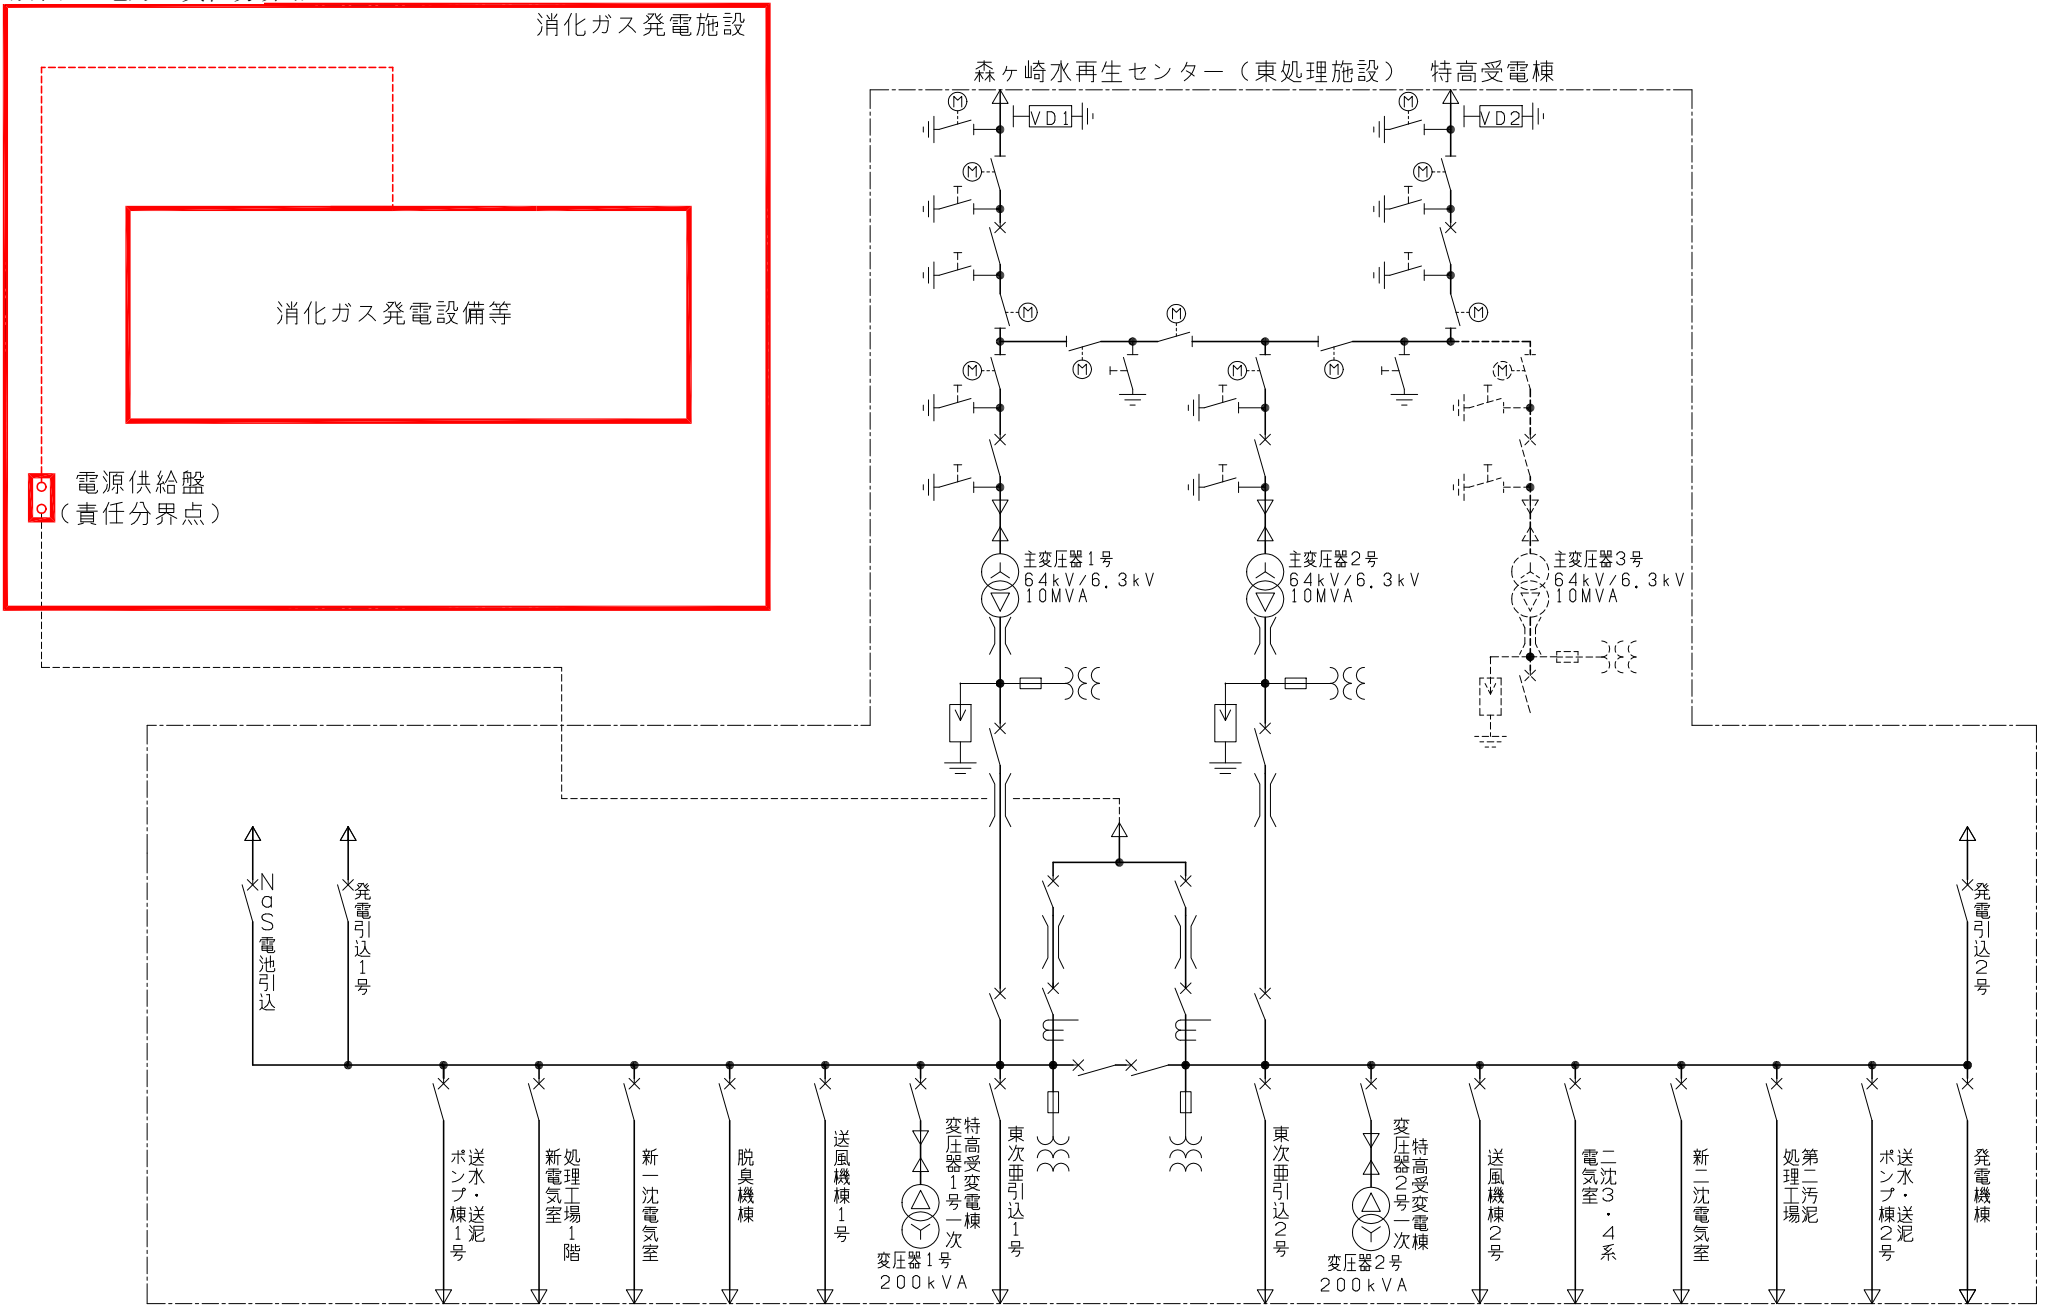 消化ガス発電施設
森ヶ崎水再生センター（東処理施設）　特高受電棟
M
VD1
M
VD2
M
M
消化ガス発電設備等
M
M
M
M
M
M
M
M
電源供給盤
（責任分界点）
主変圧器1号
64kV/6.3kV
10MVA
主変圧器2号
64kV/6.3kV
10MVA
主変圧器3号
64kV/6.3kV
10MVA
NaS電池引込
発電引込1号
発電引込2号
送水・送泥
ポンプ棟1号
処理工場1階
新電気室
新一沈電気室
脱臭機棟
送風機棟1号
特高受変電棟
変圧器1号一次
変圧器1号
200kVA
東次亜引込1号
東次亜引込2号
特高受変電棟
変圧器2号一次
変圧器2号
200kVA
送風機棟2号
二沈3・4系
電気室
新二沈電気室
第二汚泥
処理工場
送水・送泥
ポンプ棟2号
発電機棟